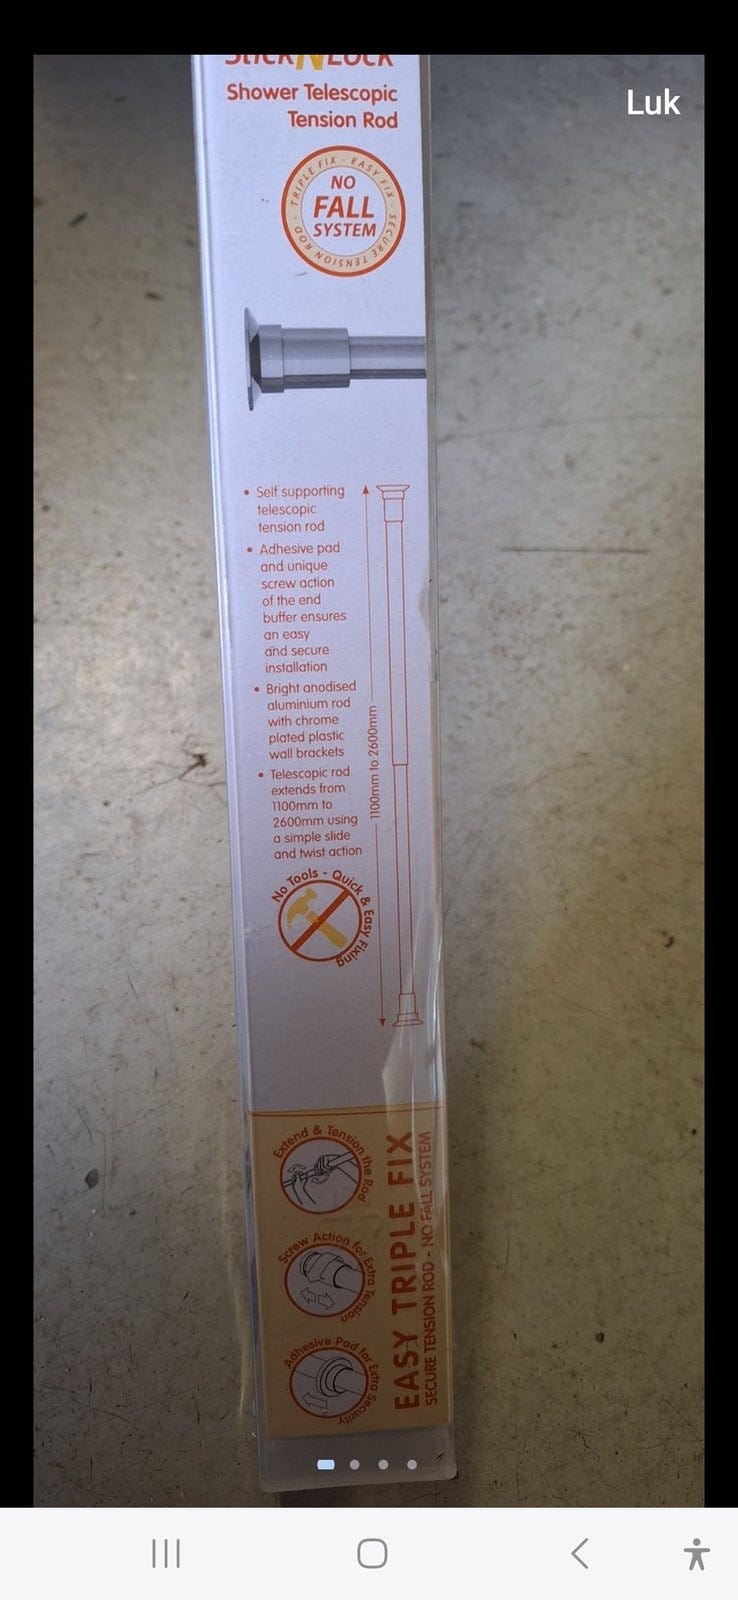 Stick N Lock
Luk
Shower Telescopic
Tension Rod
TRIPLE FIX - EASY FIX - SECURE TENSION ROD -
NO
FALL
SYSTEM
• Self supporting
telescopic
tension rod
• Adhesive pad
and unique
screw action
of the end
buffer ensures
an easy
and secure
installation
• Bright anodised
aluminium rod
with chrome
plated plastic
wall brackets
• Telescopic rod
extends from
1100mm to
2600mm using
a simple slide
and twist action
1100mm to 2600mm
No Tools - Quick & Easy Fixing
Extend & Tension the Rod
Screw Action for Extra Tension
Adhesive Pad for Extra Security
EASY TRIPLE FIX
SECURE TENSION ROD - NO FALL SYSTEM